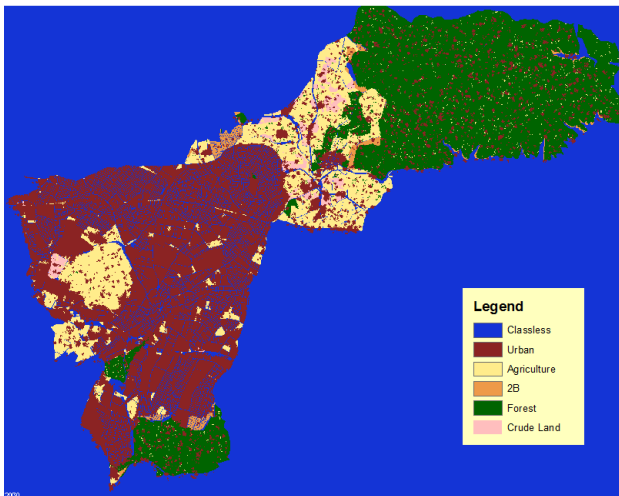 Legend
Classless
Urban
Agriculture
2B
Forest
Crude Land